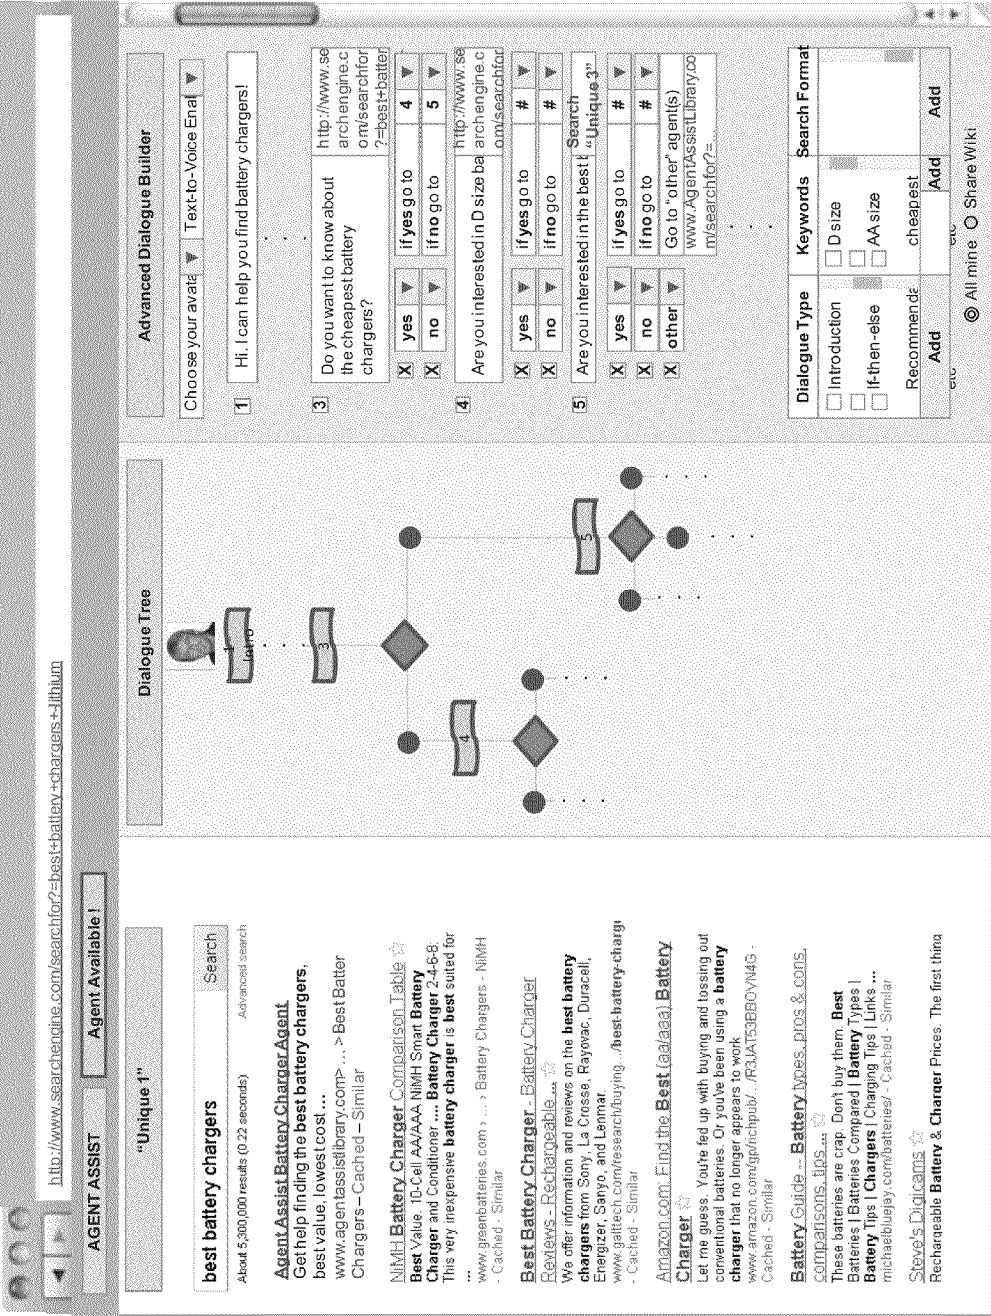 http://www.searchengine.com/searchfor?=best+battery+chargers+-lithium
AGENT ASSIST
Agent Available!
"Unique 1"
best battery chargers
Search
About 5,300,000 results (0.22 seconds)
Advanced search
Agent Assist Battery Charger Agent
Get help finding the best battery chargers,
best value, lowest cost ...
www.agentassistlibrary.com> ... > Best Batter
Chargers – Cached – Similar
NiMH Battery Charger Comparison Table ☆
Best Value. 10-Cell AA/AAA NiMH Smart Battery
Charger and Conditioner .... Battery Charger 2-4-6-8:
This very inexpensive battery charger is best suited for
...
www.greenbatteries.com › ... › Battery Chargers › NiMH
- Cached - Similar
Best Battery Charger - Battery Charger
Reviews - Rechargeable ... ☆
We offer information and reviews on the best battery
chargers from Sony, La Crosse, Rayovac, Duracell,
Energizer, Sanyo, and Lenmar.
www.galttech.com/research/buying.../best-battery-charg
- Cached - Similar
Amazon.com: Find the Best (aa/aaa) Battery
Charger ☆
Let me guess. You're fed up with buying and tossing out
conventional batteries. Or you've been using a battery
charger that no longer appears to work.
www.amazon.com/gp/richpub/.../R3JAT53BBOVN4G -
Cached - Similar
Battery Guide -- Battery types, pros & cons,
comparisons, tips ... ☆
These batteries are crap. Don't buy them Best
Batteries | Batteries Compared | Battery Types |
Battery Tips | Chargers | Charging Tips | Links ...
michaelbluejay.com/batteries/ - Cached - Similar
Steve's Digicams ☆
Rechargeable Battery & Charger Prices. The first thing
Dialogue Tree
1
Intro
3
4
5
Advanced Dialogue Builder
Choose your avata
Text-to-Voice Enal
1
Hi. I can help you find battery chargers!
3
Do you want to know about
the cheapest battery
chargers?
http://www.se
archengine.c
om/searchfor
?=best+batter
X yes if yes go to 4
X no if no go to 5
4
Are you interested in D size ba
http://www.se
archengine.c
om/searchfor
X yes if yes go to #
X no if no go to #
5
Are you interested in the best b
Search
"Unique 3"
X yes if yes go to #
X no if no go to #
X other Go to "other" agent(s)
www.AgentAssistLibrary.co
m/searchfor?=...
Dialogue Type
Keywords
Search Format
Introduction
D size
If-then-else
AA size
Recommenda
cheapest
Add
Add
Add
etc
etc
All mine
Share Wiki